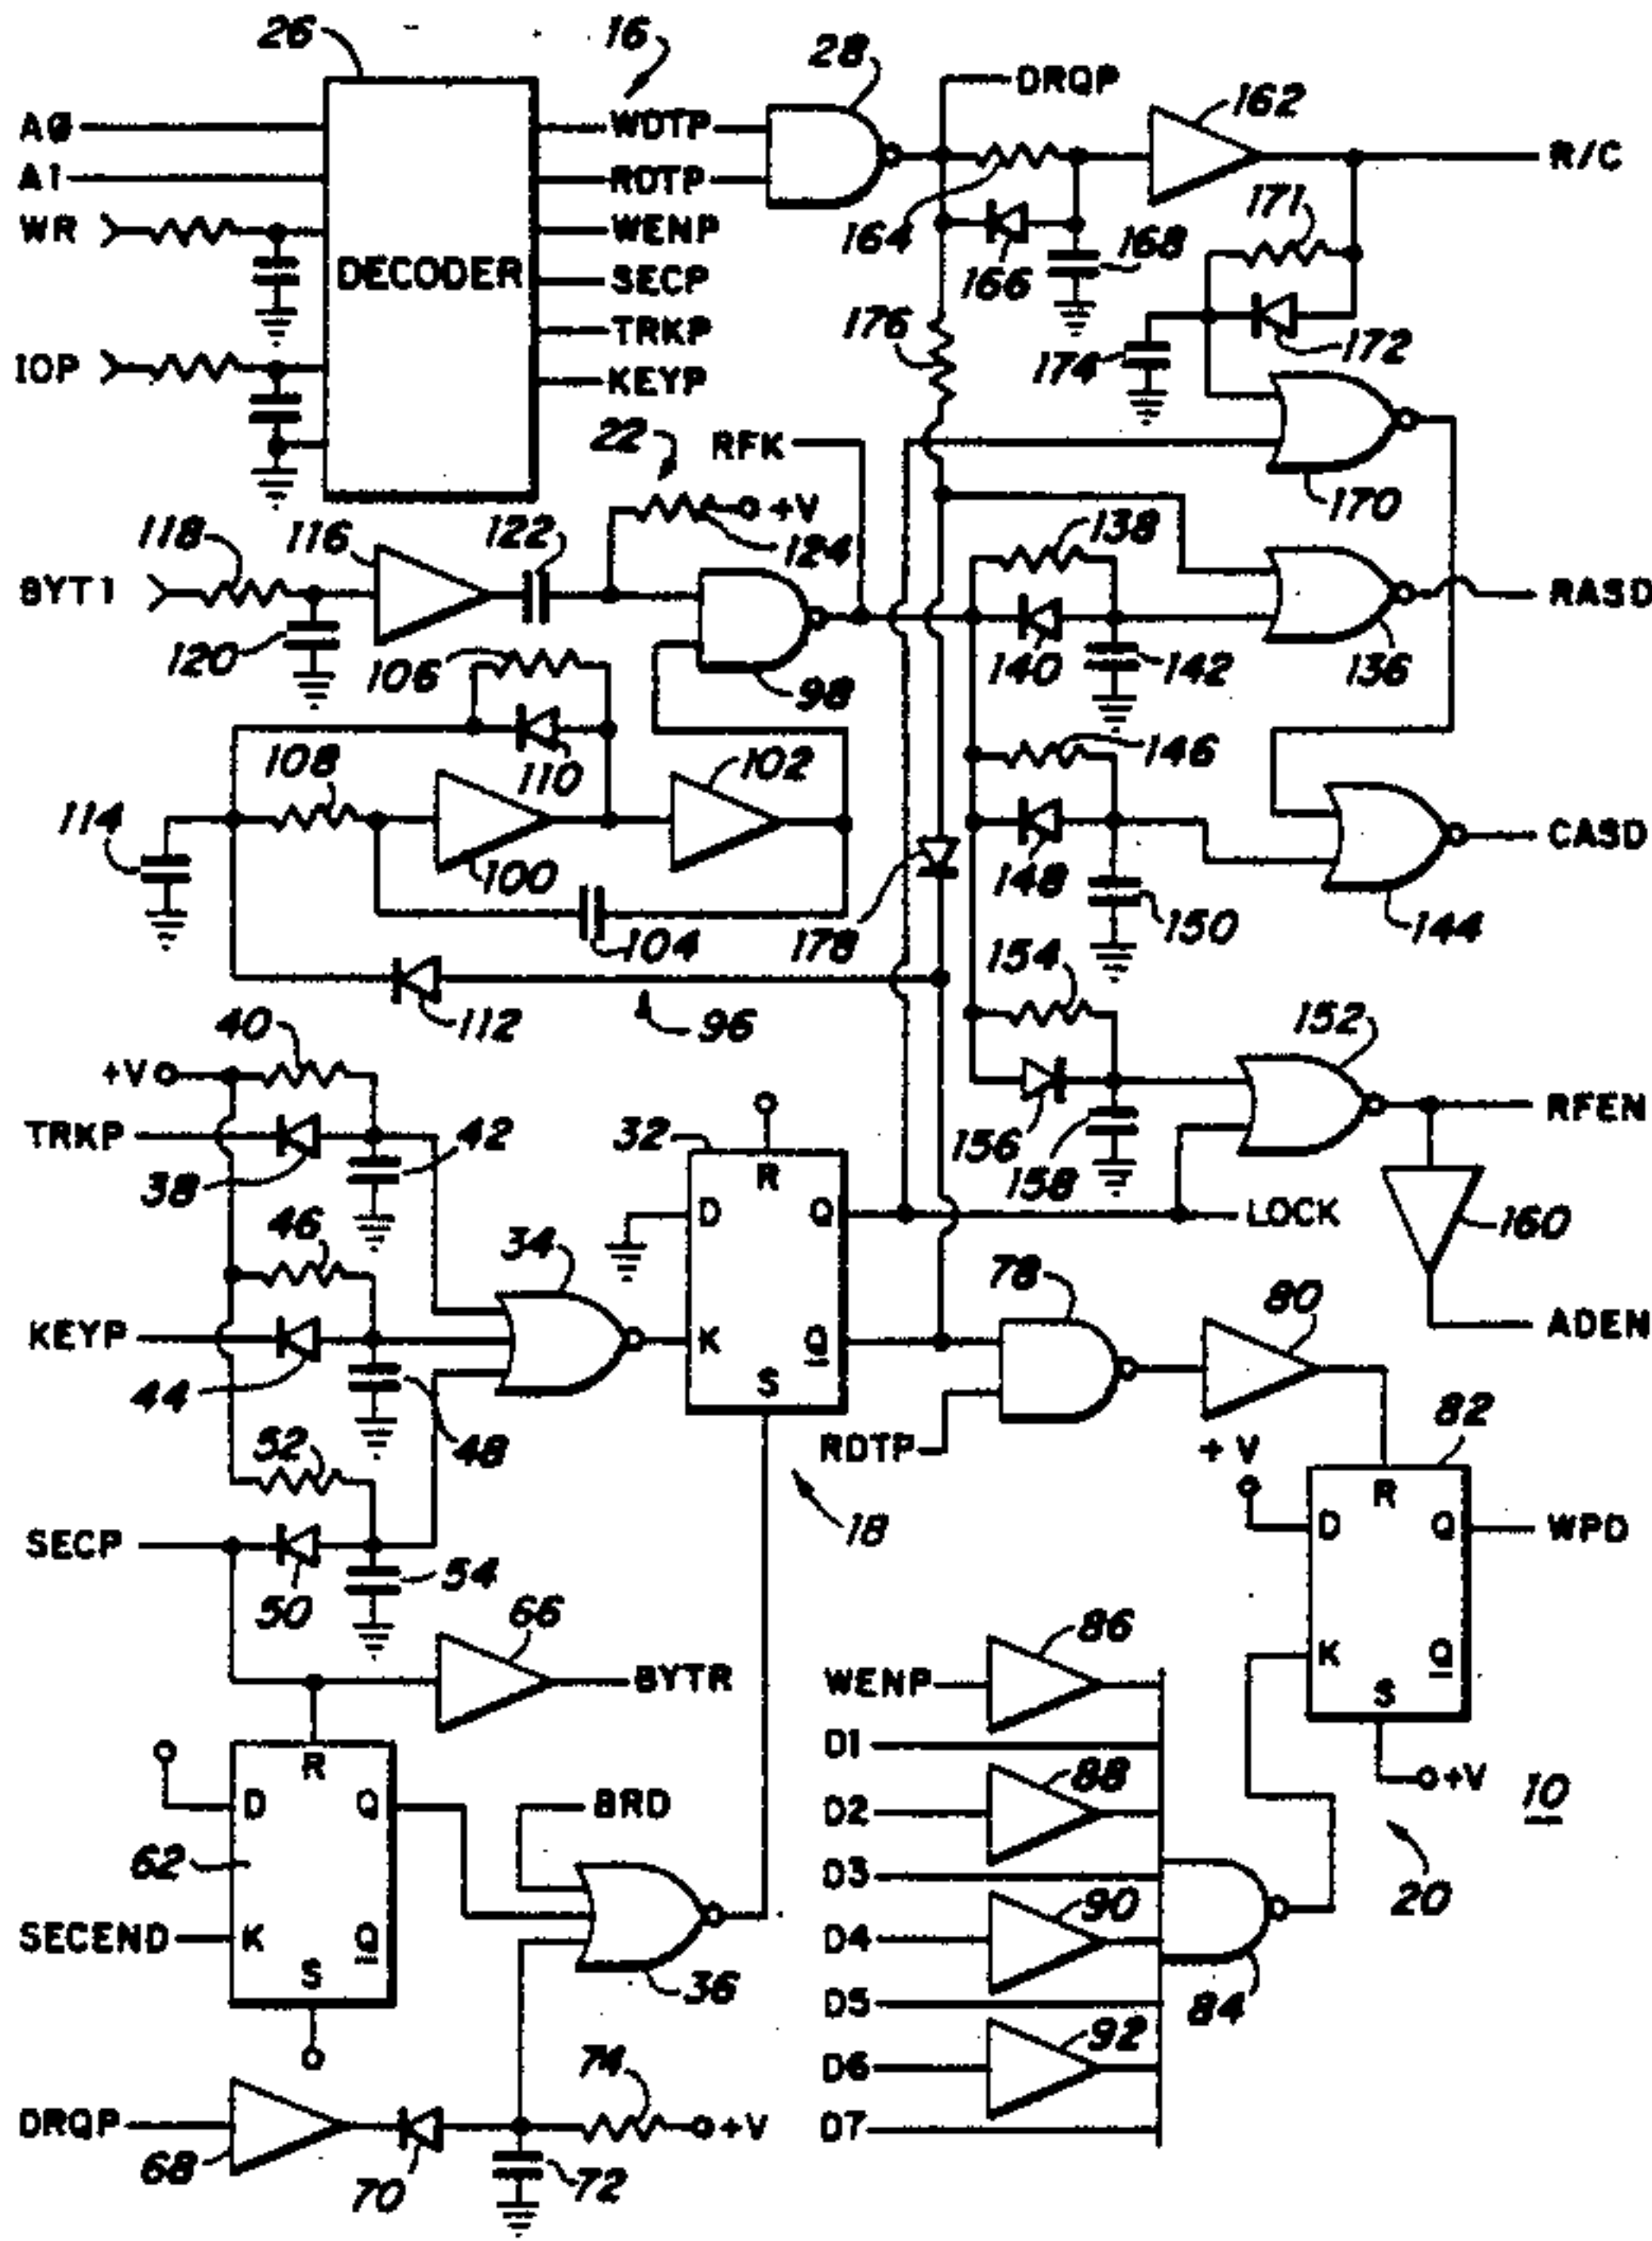 26
16
28
DRQP
162
A0
WDTP
R/C
A1
RDTP
171
WR
WENP
164
168
DECODER
SECP
166
176
TRKP
172
IOP
174
KEYP
22
RFK
170
+V
118
116
122
124
138
BYT1
RASD
120
106
98
140
142
136
108
110
102
146
114
CASD
100
148
150
144
104
178
154
112
96
40
152
+V
RFEN
TRKP
42
32
156
38
R
158
D
Q
LOCK
160
46
34
78
80
KEYP
K
Q
ADEN
44
S
48
RDTP
82
52
+V
R
18
D
Q
WPD
SECP
50
54
66
86
K
Q
BYTR
WENP
S
R
D1
+V
10
D
Q
BRD
88
D2
62
D3
20
SECEND
K
Q
90
D4
S
36
84
D5
92
74
D6
DRQP
+V
D7
68
70
72